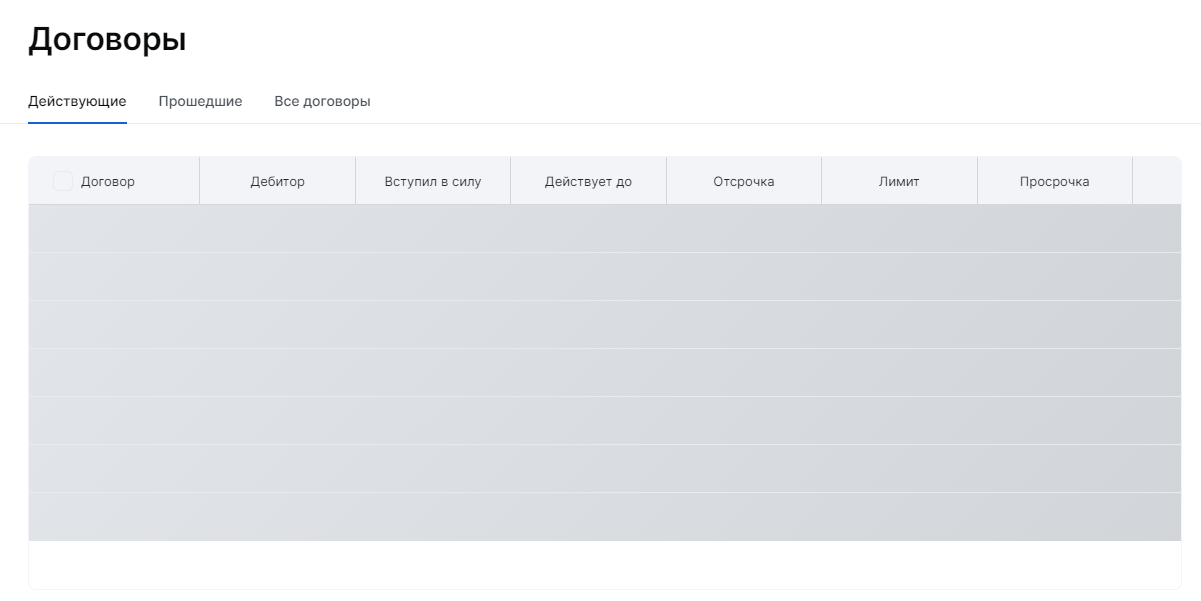 Договоры
Действующие Прошедшие Все договоры
Договор Дебитор Вступил в силу Действует до Отсрочка Лимит Просрочка